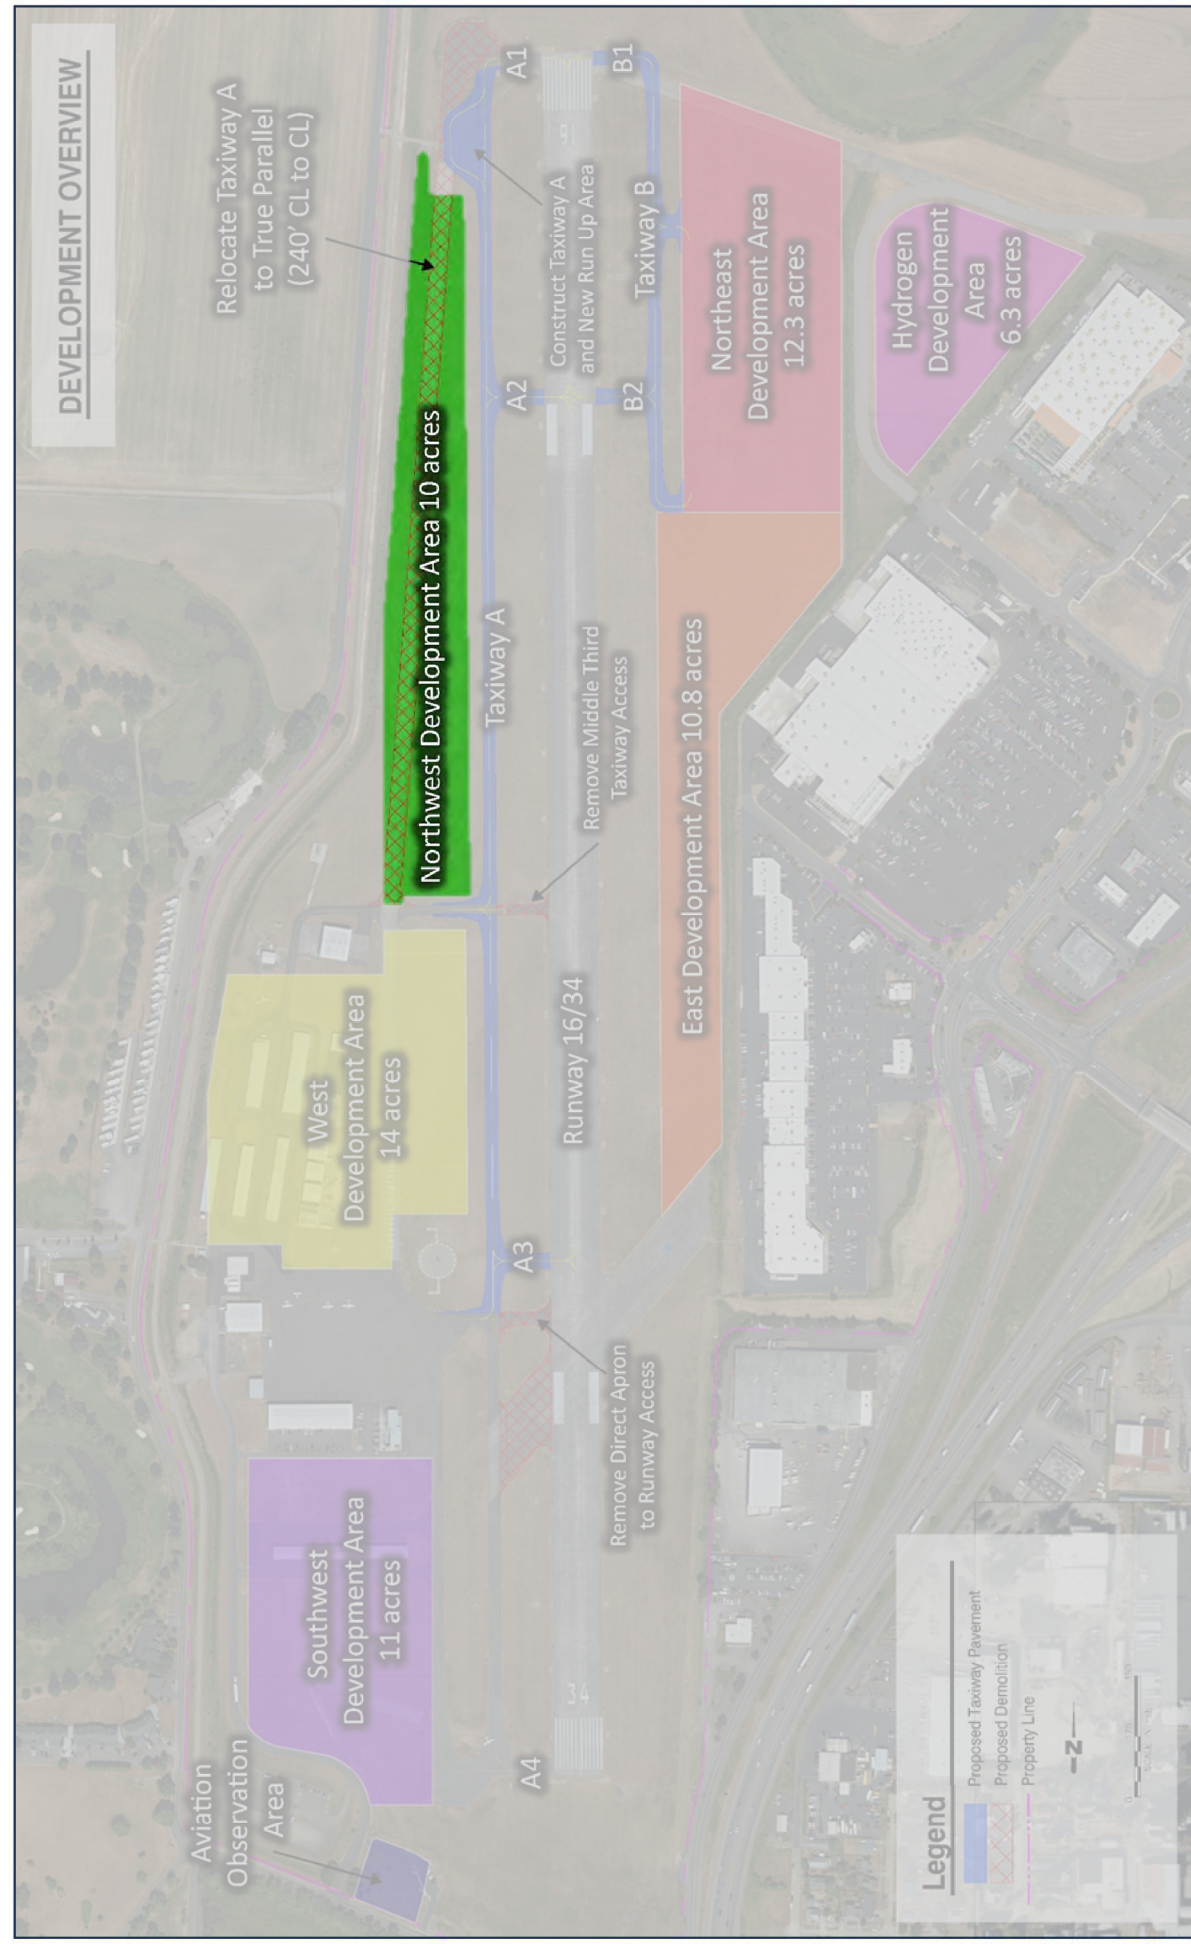 DEVELOPMENT OVERVIEW
Relocate Taxiway A
to True Parallel
(240' CL to CL)
A1
B1
Construct Taxiway A
and New Run Up Area
Taxiway B
Northeast
Development Area
12.3 acres
Hydrogen
Development
Area
6.3 acres
A2
B2
Northwest Development Area 10 acres
Taxiway A
Remove Middle Third
Taxiway Access
East Development Area 10.8 acres
West
Development Area
14 acres
Runway 16/34
A3
Remove Direct Apron
to Runway Access
Southwest
Development Area
11 acres
Aviation
Observation
Area
A4
34
Legend
Proposed Taxiway Pavement
Proposed Demolition
Property Line
N
0